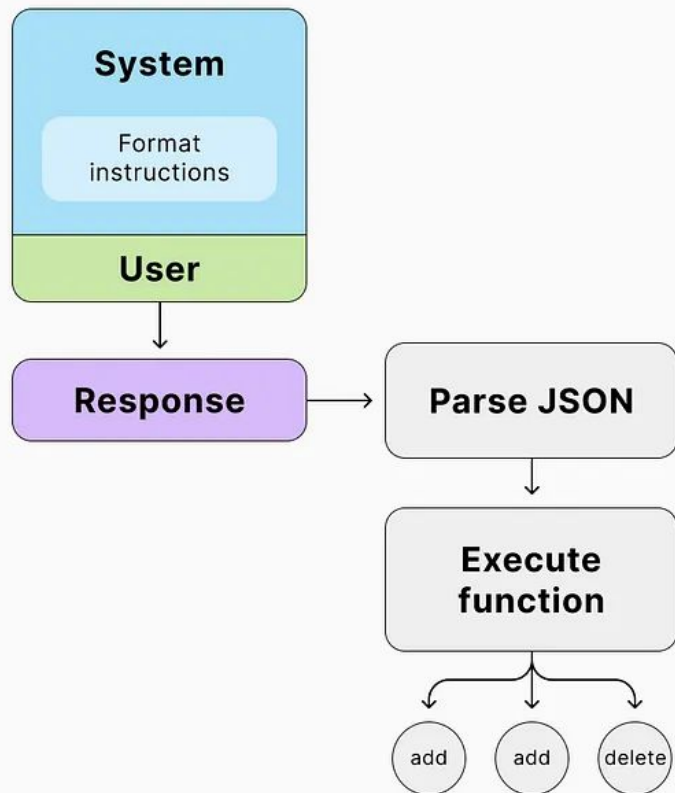 System
Format
instructions
User
Response
Parse JSON
Execute
function
add
add
delete